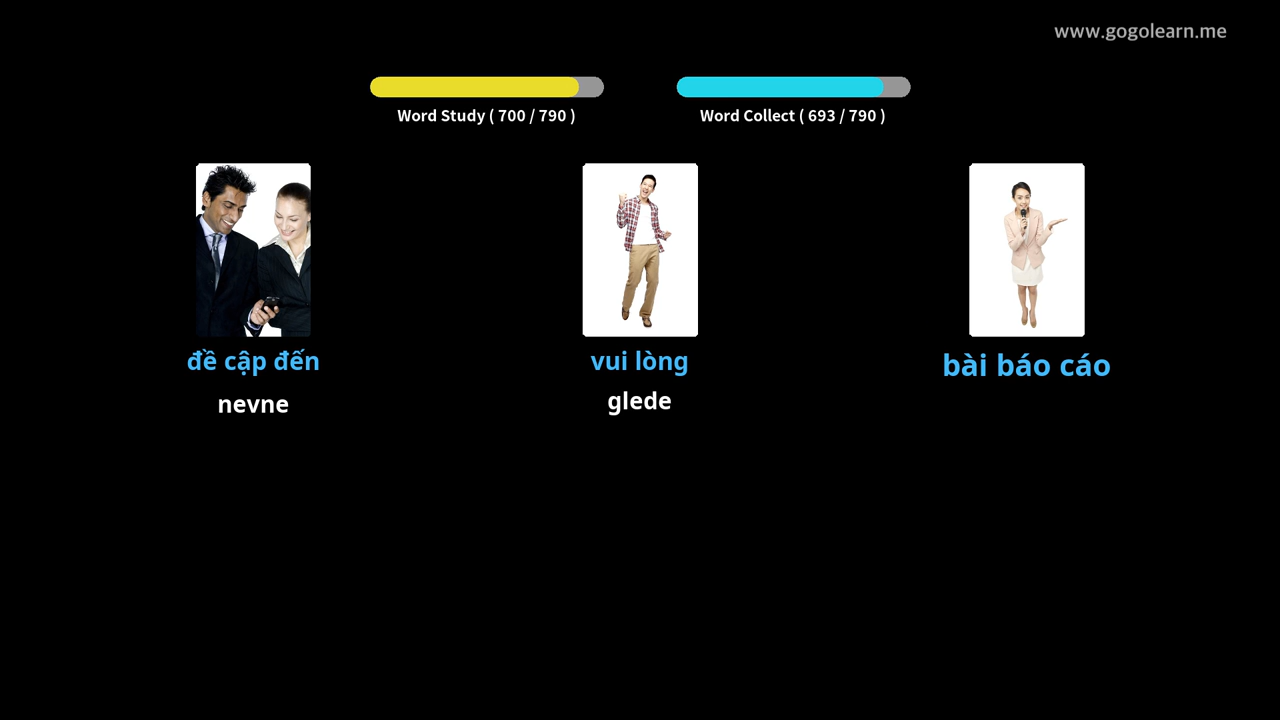 www.gogolearn.me
Word Study ( 700 / 790 )
Word Collect ( 693 / 790 )
đề cập đến
nevne
vui lòng
glede
bài báo cáo